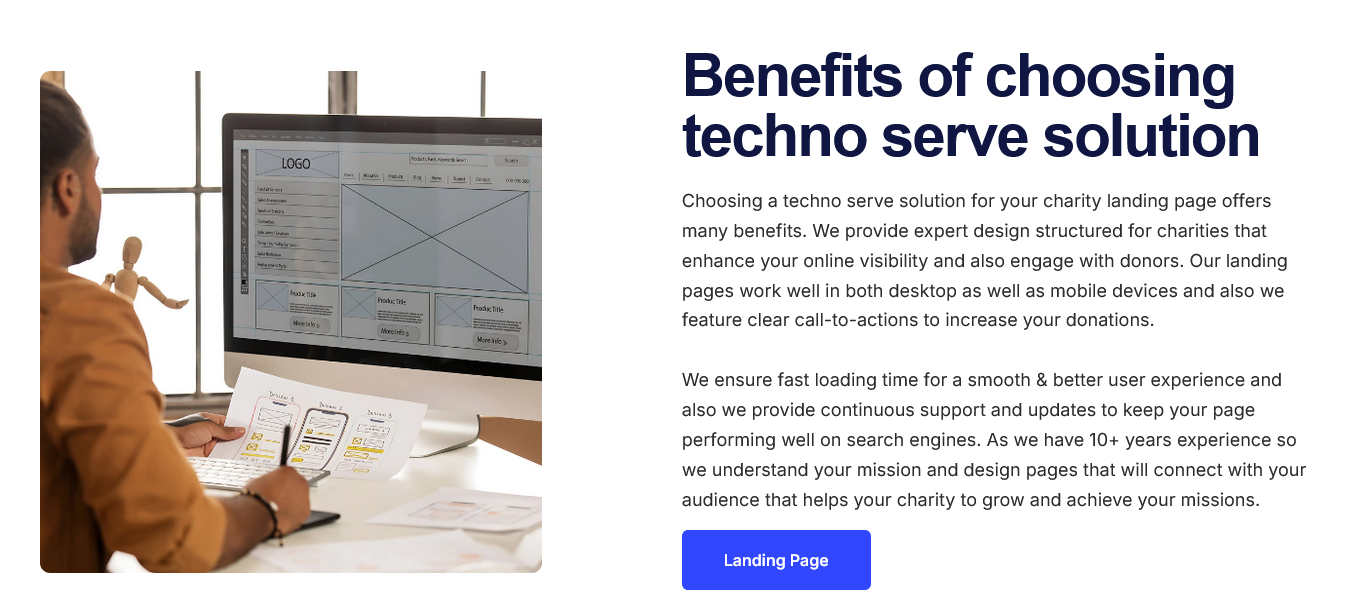 Benefits of choosing
techno serve solution
Choosing a techno serve solution for your charity landing page offers
many benefits. We provide expert design structured for charities that
enhance your online visibility and also engage with donors. Our landing
pages work well in both desktop as well as mobile devices and also we
feature clear call-to-actions to increase your donations.
We ensure fast loading time for a smooth & better user experience and
also we provide continuous support and updates to keep your page
performing well on search engines. As we have 10+ years experience so
we understand your mission and design pages that will connect with your
audience that helps your charity to grow and achieve your missions.
Landing Page
LOGO
Products, Parts, Keywords Search
Search
Home About Us Products Blog News Suport Contact
Product Title
More Info »
Product Title
More Info »
Product Title
More Info »